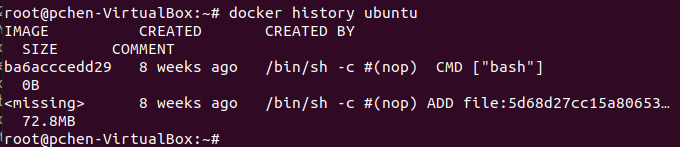 root@pchen-VirtualBox:~# docker history ubuntu
IMAGE          CREATED       CREATED BY
  SIZE      COMMENT
ba6acccedd29   8 weeks ago   /bin/sh -c #(nop)  CMD ["bash"]
  0B
<missing>      8 weeks ago   /bin/sh -c #(nop) ADD file:5d68d27cc15a80653…
  72.8MB
root@pchen-VirtualBox:~#